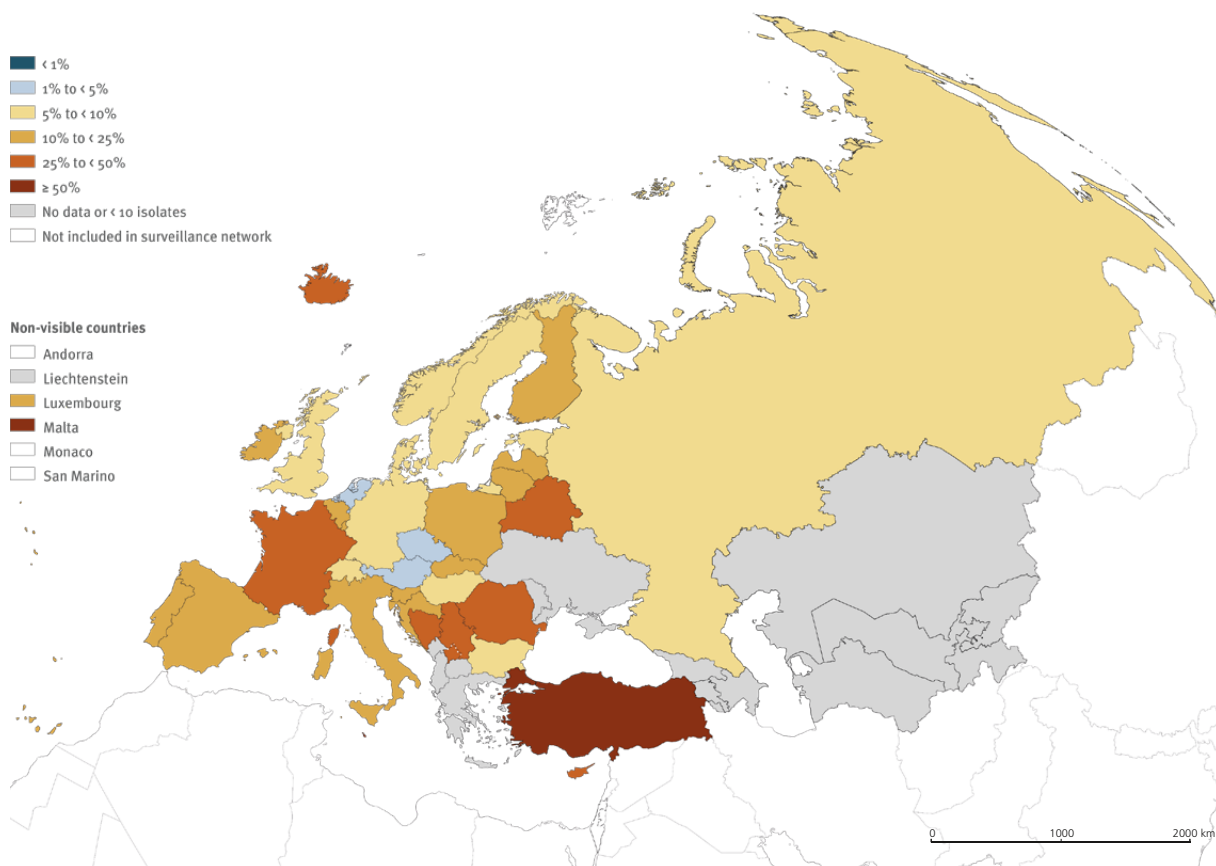 < 1%
1% to < 5%
5% to < 10%
10% to < 25%
25% to < 50%
≥ 50%
No data or < 10 isolates
Not included in surveillance network
Non-visible countries
Andorra
Liechtenstein
Luxembourg
Malta
Monaco
San Marino
0 1000 2000 km